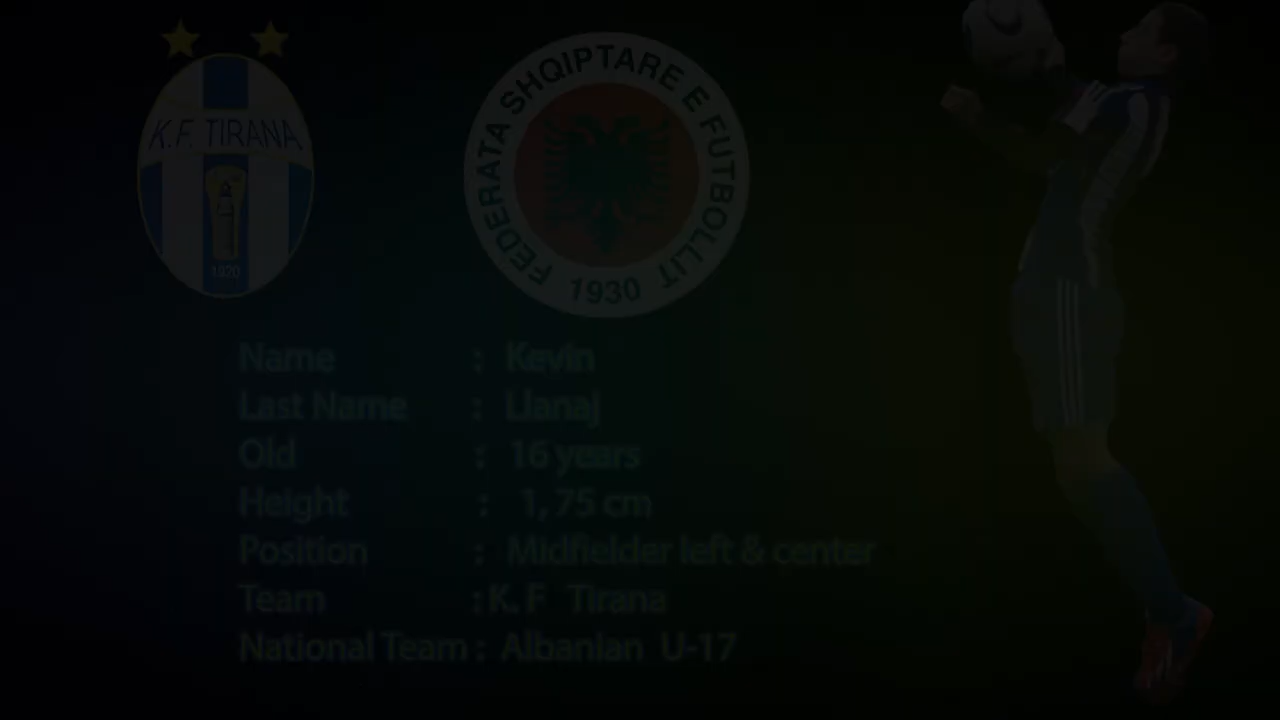 K.F. TIRANA
1920
FEDERATA SHQIPTARE E FUTBOLLIT
1930
Name : Kevin
Last Name : Llanaj
Old : 16 years
Height : 1, 75 cm
Position : Midfielder left & center
Team : K. F Tirana
National Team : Albanian U-17